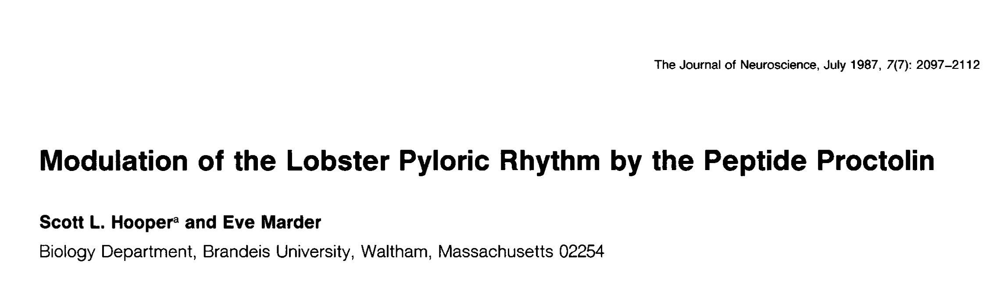 The Journal of Neuroscience, July 1987, 7(7): 2097–2112
Modulation of the Lobster Pyloric Rhythm by the Peptide Proctolin
Scott L. Hooperᵃ and Eve Marder
Biology Department, Brandeis University, Waltham, Massachusetts 02254